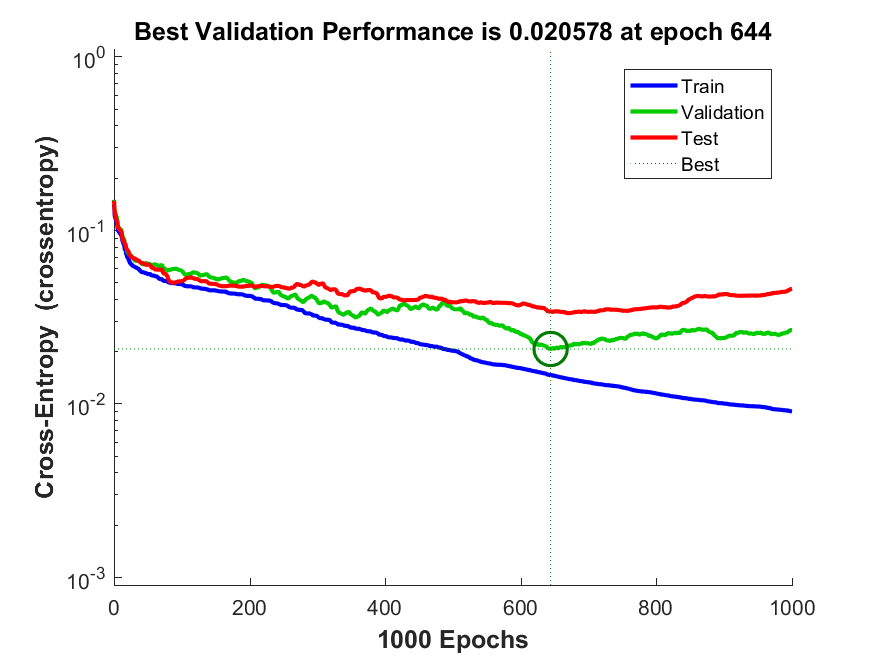 Best Validation Performance is 0.020578 at epoch 644
Cross-Entropy (crossentropy)
10^0
10^-1
10^-2
10^-3
Train
Validation
Test
Best
0 200 400 600 800 1000
1000 Epochs